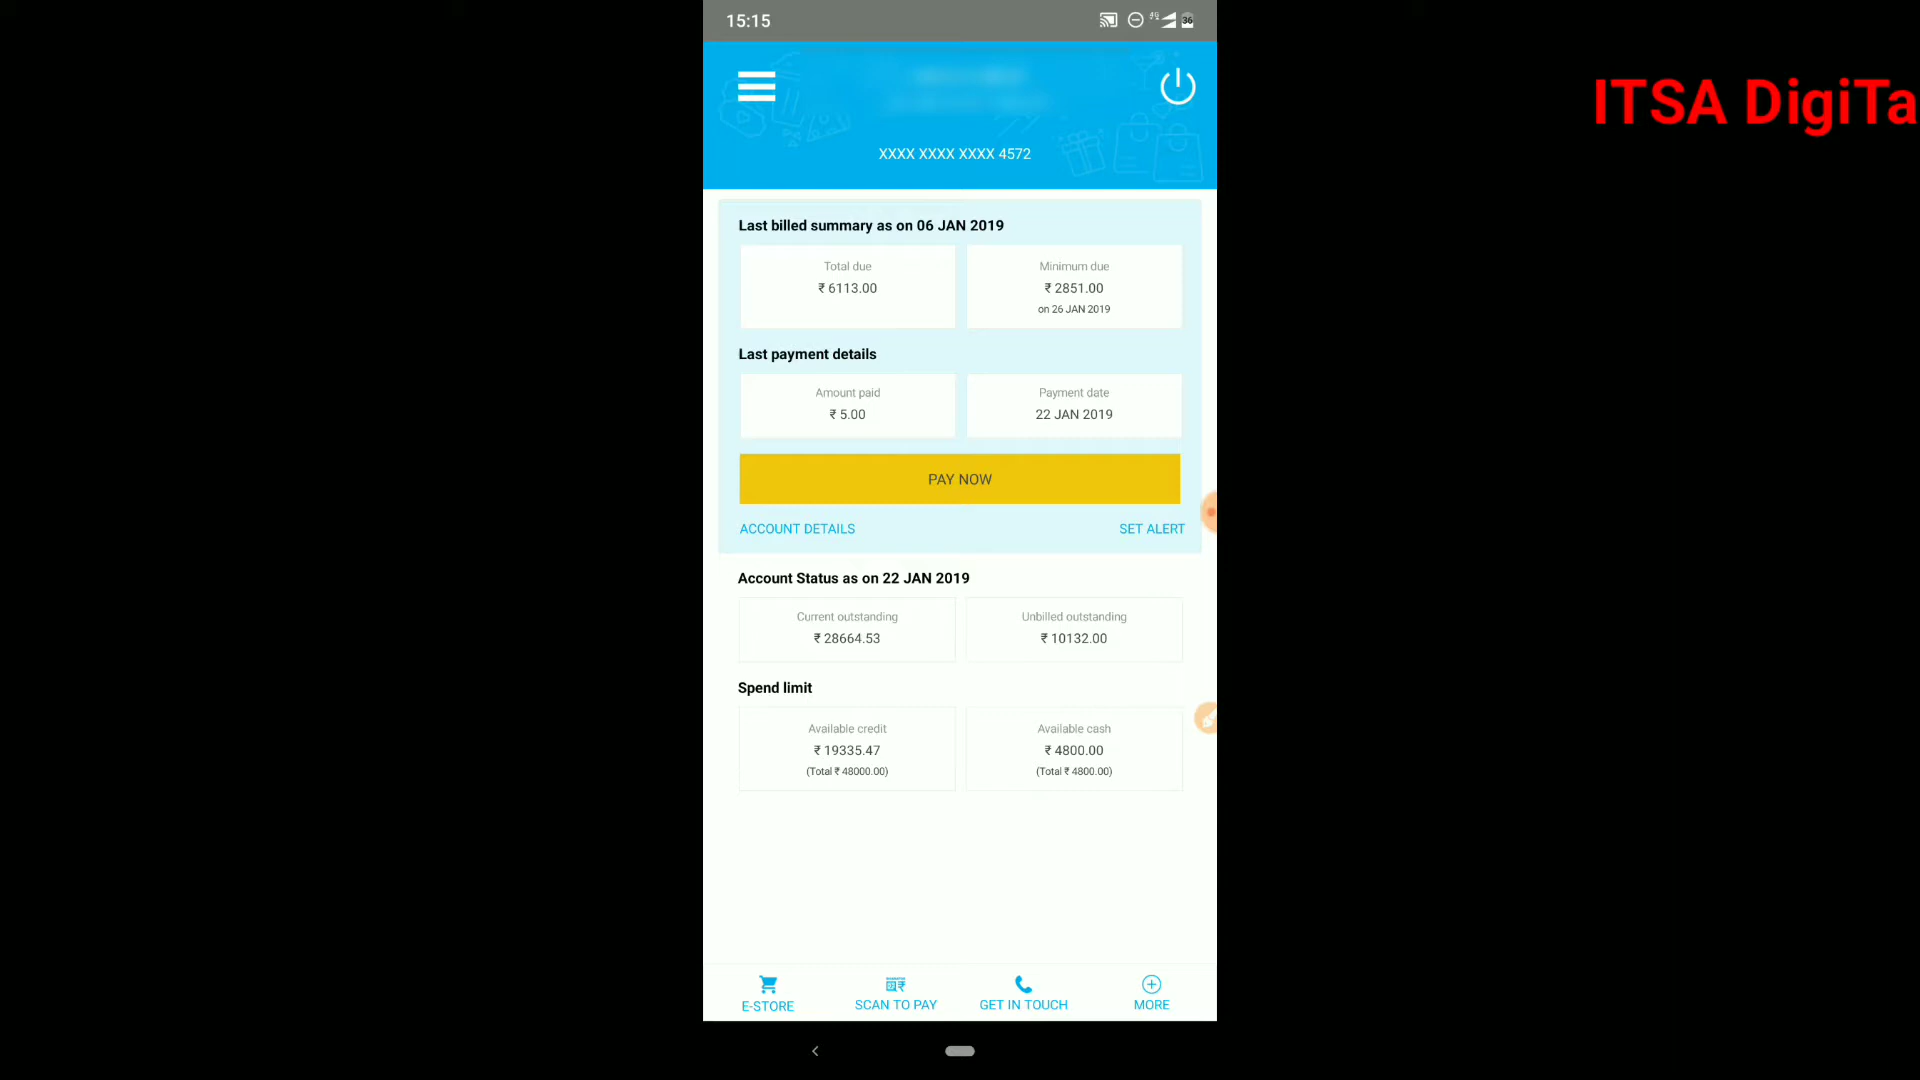 15:15
4G
36
ITSA DigiTa
XXXX XXXX XXXX 4572
Last billed summary as on 06 JAN 2019
Total due
₹ 6113.00
Minimum due
₹ 2851.00
on 26 JAN 2019
Last payment details
Amount paid
₹ 5.00
Payment date
22 JAN 2019
PAY NOW
ACCOUNT DETAILS
SET ALERT
Account Status as on 22 JAN 2019
Current outstanding
₹ 28664.53
Unbilled outstanding
₹ 10132.00
Spend limit
Available credit
₹ 19335.47
(Total ₹ 48000.00)
Available cash
₹ 4800.00
(Total ₹ 4800.00)
E-STORE
SCAN TO PAY
GET IN TOUCH
MORE